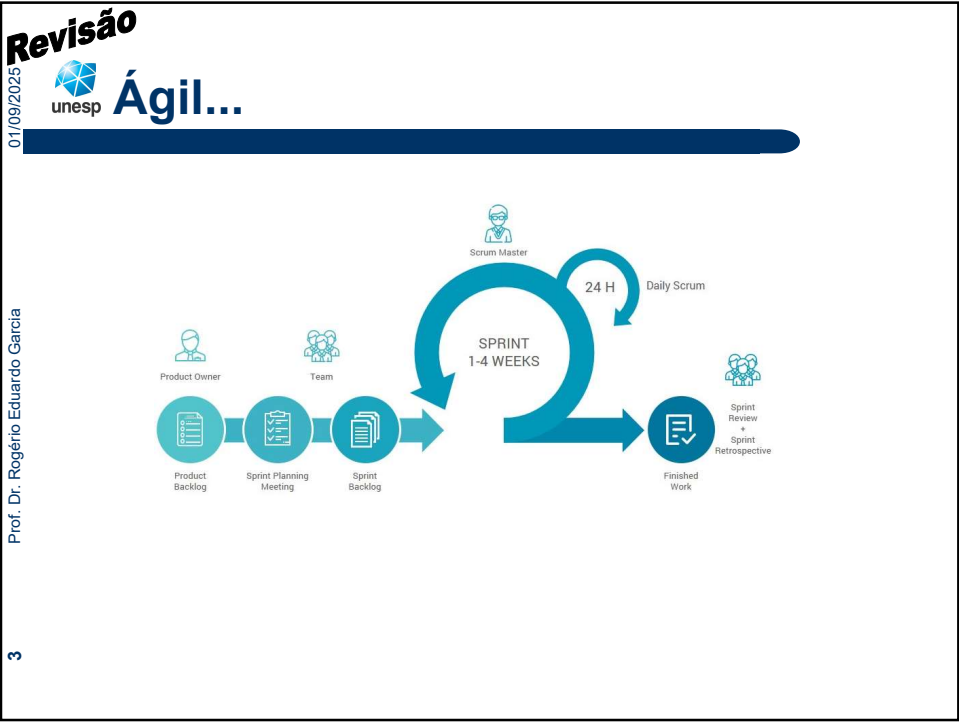 Revisão
01/09/2025
unesp
Ágil...
Scrum Master
24 H
Daily Scrum
SPRINT
1-4 WEEKS
Product Owner
Team
Product
Backlog
Sprint Planning
Meeting
Sprint
Backlog
Finished
Work
Sprint
Review
+
Sprint
Retrospective
Prof. Dr. Rogério Eduardo Garcia
3